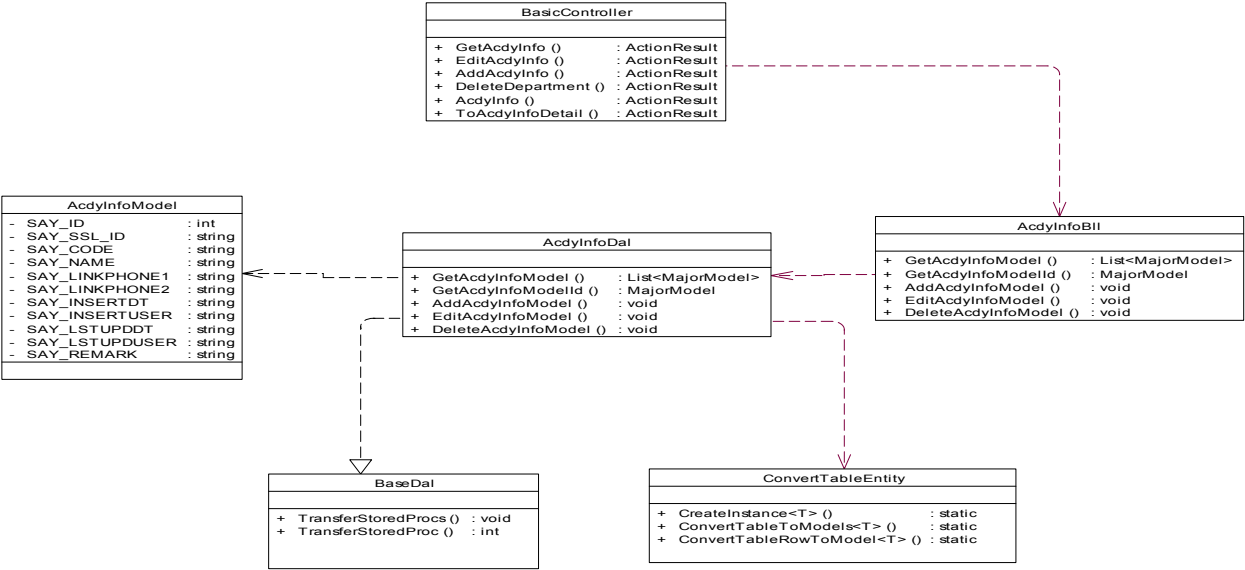 BasicController
+ GetAcdyInfo () : ActionResult
+ EditAcdyInfo () : ActionResult
+ AddAcdyInfo () : ActionResult
+ DeleteDepartment () : ActionResult
+ AcdyInfo () : ActionResult
+ ToAcdyInfoDetail () : ActionResult
AcdyInfoModel
- SAY_ID : int
- SAY_SSL_ID : string
- SAY_CODE : string
- SAY_NAME : string
- SAY_LINKPHONE1 : string
- SAY_LINKPHONE2 : string
- SAY_INSERTDT : string
- SAY_INSERTUSER : string
- SAY_LSTUPDDT : string
- SAY_LSTUPDUSER : string
- SAY_REMARK : string
AcdyInfoDal
+ GetAcdyInfoModel () : List<MajorModel>
+ GetAcdyInfoModelId () : MajorModel
+ AddAcdyInfoModel () : void
+ EditAcdyInfoModel () : void
+ DeleteAcdyInfoModel () : void
AcdyInfoBll
+ GetAcdyInfoModel () : List<MajorModel>
+ GetAcdyInfoModelId () : MajorModel
+ AddAcdyInfoModel () : void
+ EditAcdyInfoModel () : void
+ DeleteAcdyInfoModel () : void
BaseDal
+ TransferStoredProcs () : void
+ TransferStoredProc () : int
ConvertTableEntity
+ CreateInstance<T> () : static
+ ConvertTableToModels<T> () : static
+ ConvertTableRowToModel<T> () : static